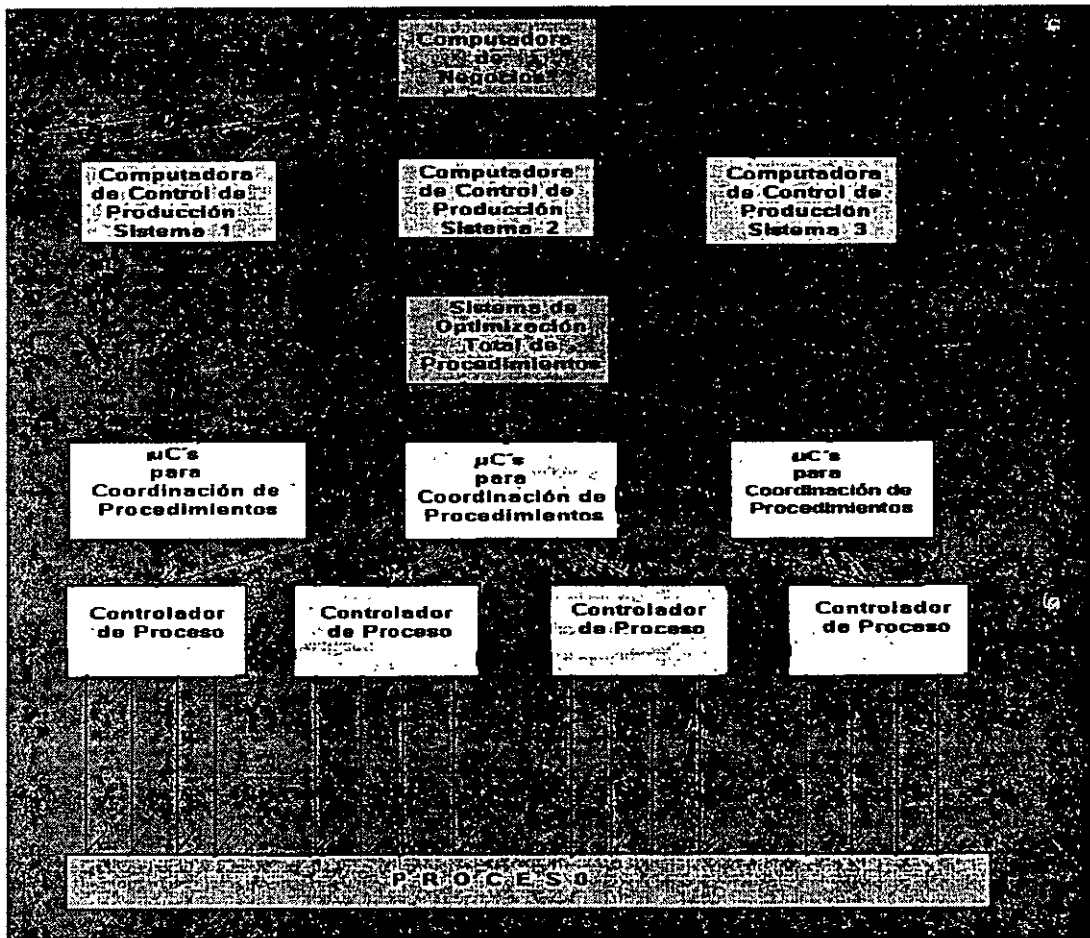 Computadora
de
Negocios
Computadora
de Control de
Producción
Sistema 1
Computadora
de Control de
Producción
Sistema 2
Computadora
de Control de
Producción
Sistema 3
Sistema de
Optimización
Total de
Procedimientos
µC´s
para
Coordinación de
Procedimientos
µC´s
para
Coordinación de
Procedimientos
µC´s
para
Coordinación de
Procedimientos
Controlador
de Proceso
Controlador
de Proceso
Controlador
de Proceso
Controlador
de Proceso
P R O C E S O